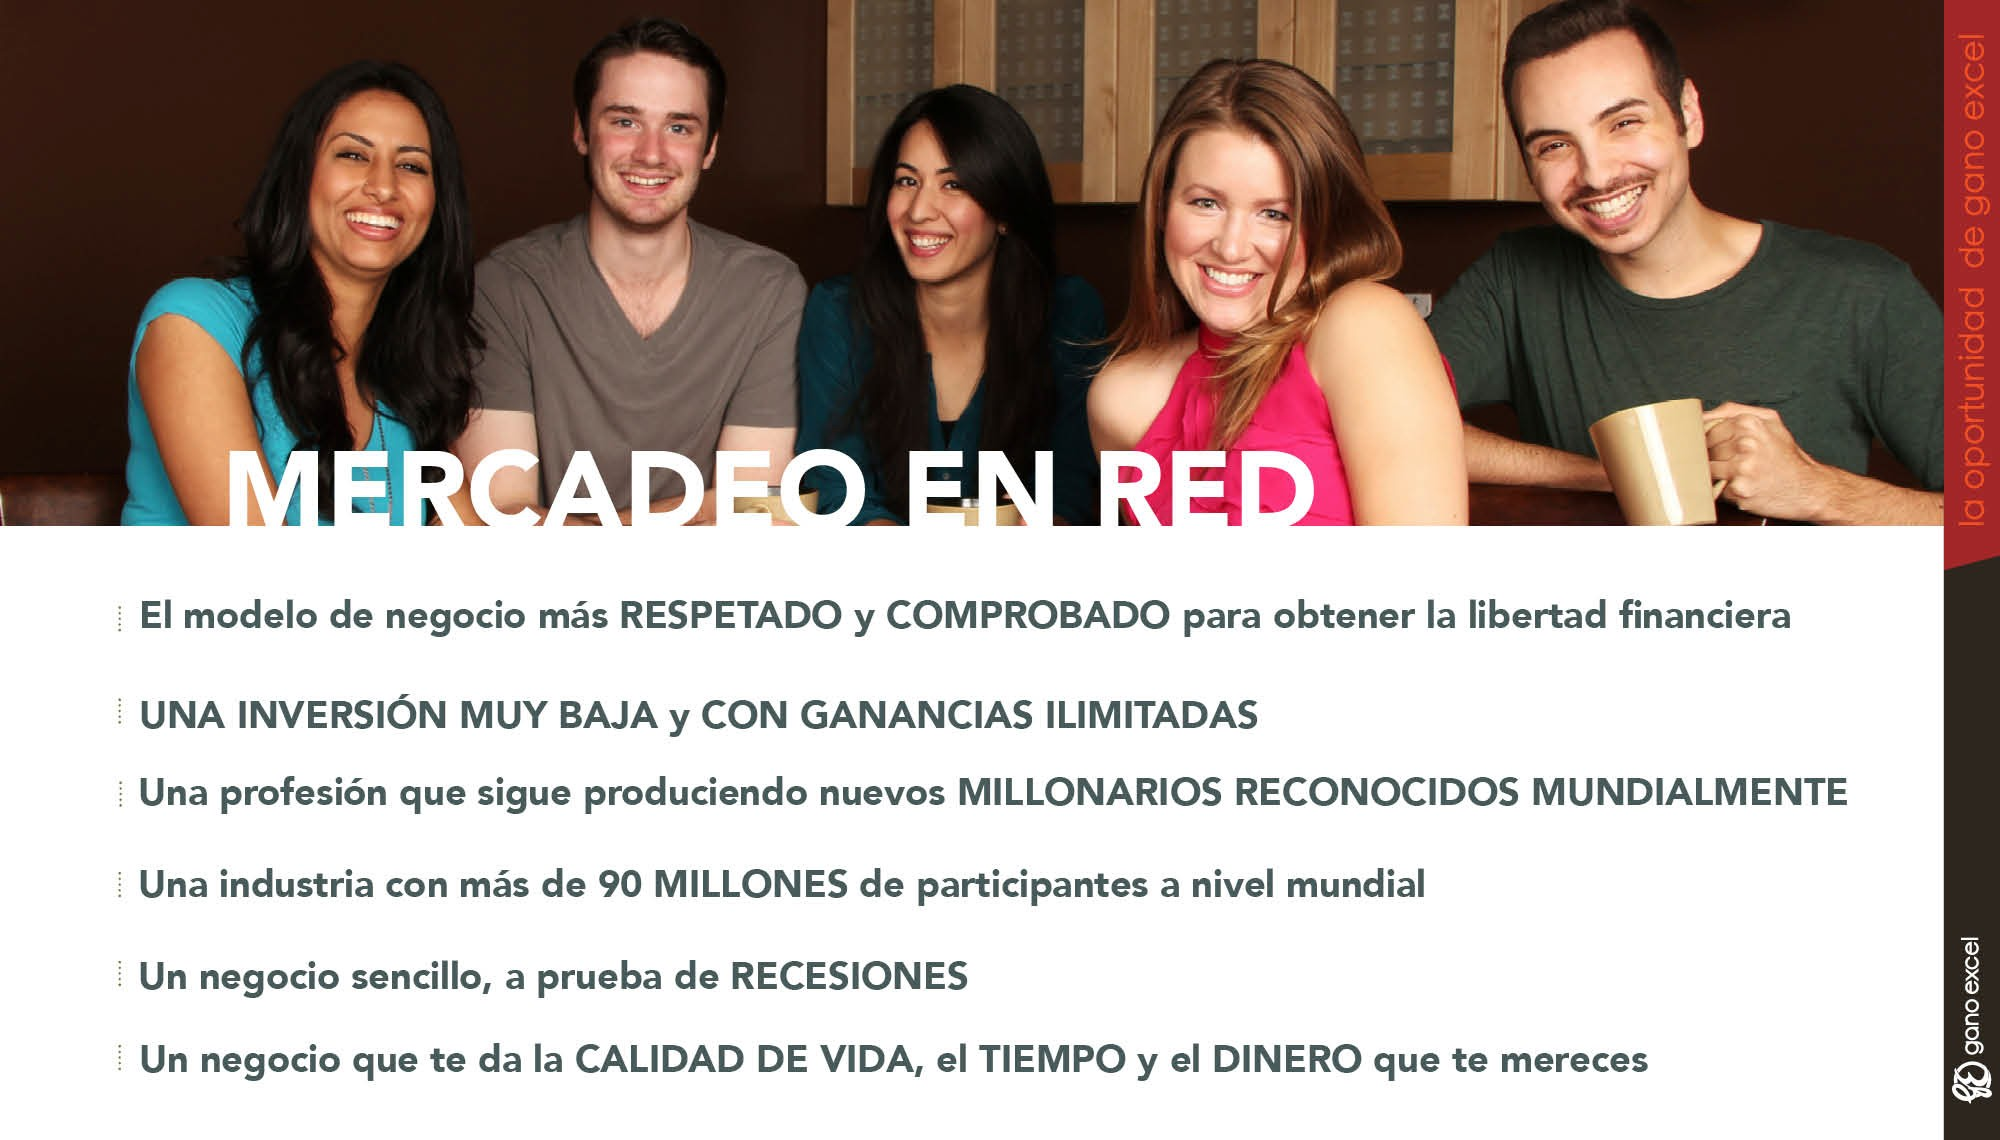 MERCADEO EN RED
El modelo de negocio más RESPETADO y COMPROBADO para obtener la libertad financiera
UNA INVERSIÓN MUY BAJA y CON GANANCIAS ILIMITADAS
Una profesión que sigue produciendo nuevos MILLONARIOS RECONOCIDOS MUNDIALMENTE
Una industria con más de 90 MILLONES de participantes a nivel mundial
Un negocio sencillo, a prueba de RECESIONES
Un negocio que te da la CALIDAD DE VIDA, el TIEMPO y el DINERO que te mereces
la oportunidad de gano excel
gano excel